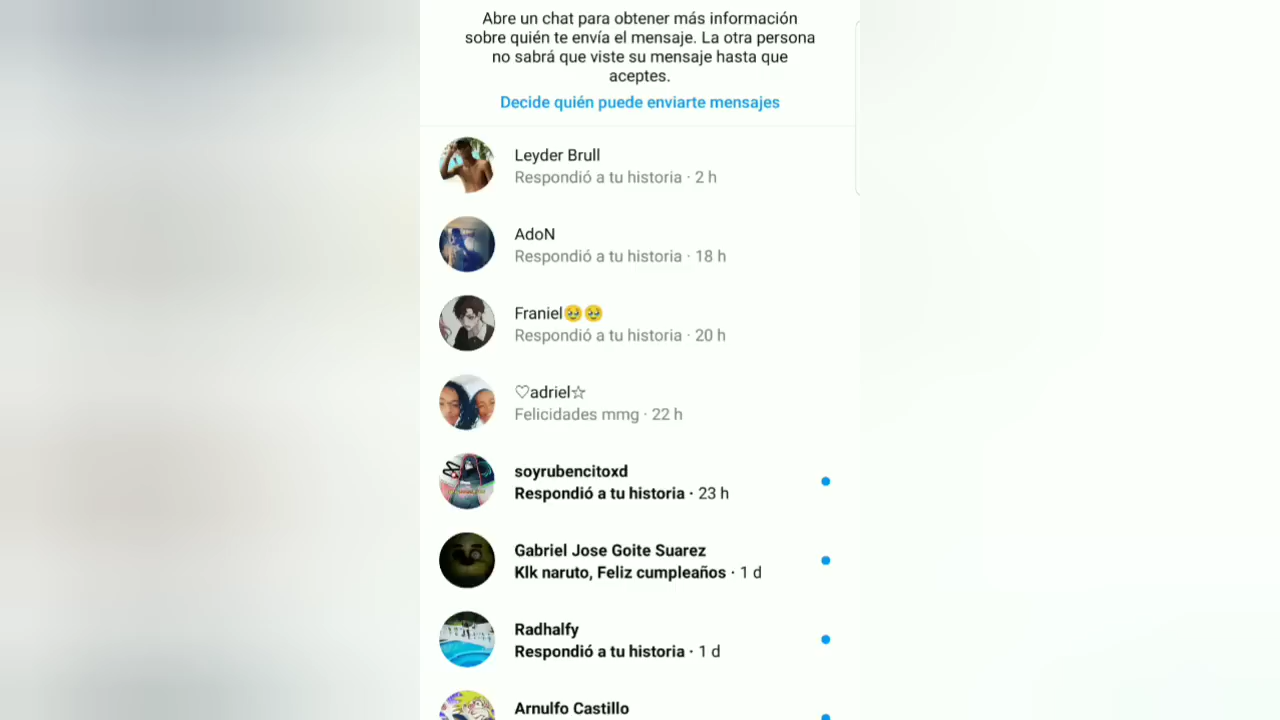 Abre un chat para obtener más información
sobre quién te envía el mensaje. La otra persona
no sabrá que viste su mensaje hasta que
aceptes.
Decide quién puede enviarte mensajes
Leyder Brull
Respondió a tu historia · 2 h
AdoN
Respondió a tu historia · 18 h
Franiel🥹🥹
Respondió a tu historia · 20 h
♡adriel☆
Felicidades mmg · 22 h
soyrubencitoxd
Respondió a tu historia · 23 h
Gabriel Jose Goite Suarez
Klk naruto, Feliz cumpleaños · 1 d
Radhalfy
Respondió a tu historia · 1 d
Arnulfo Castillo